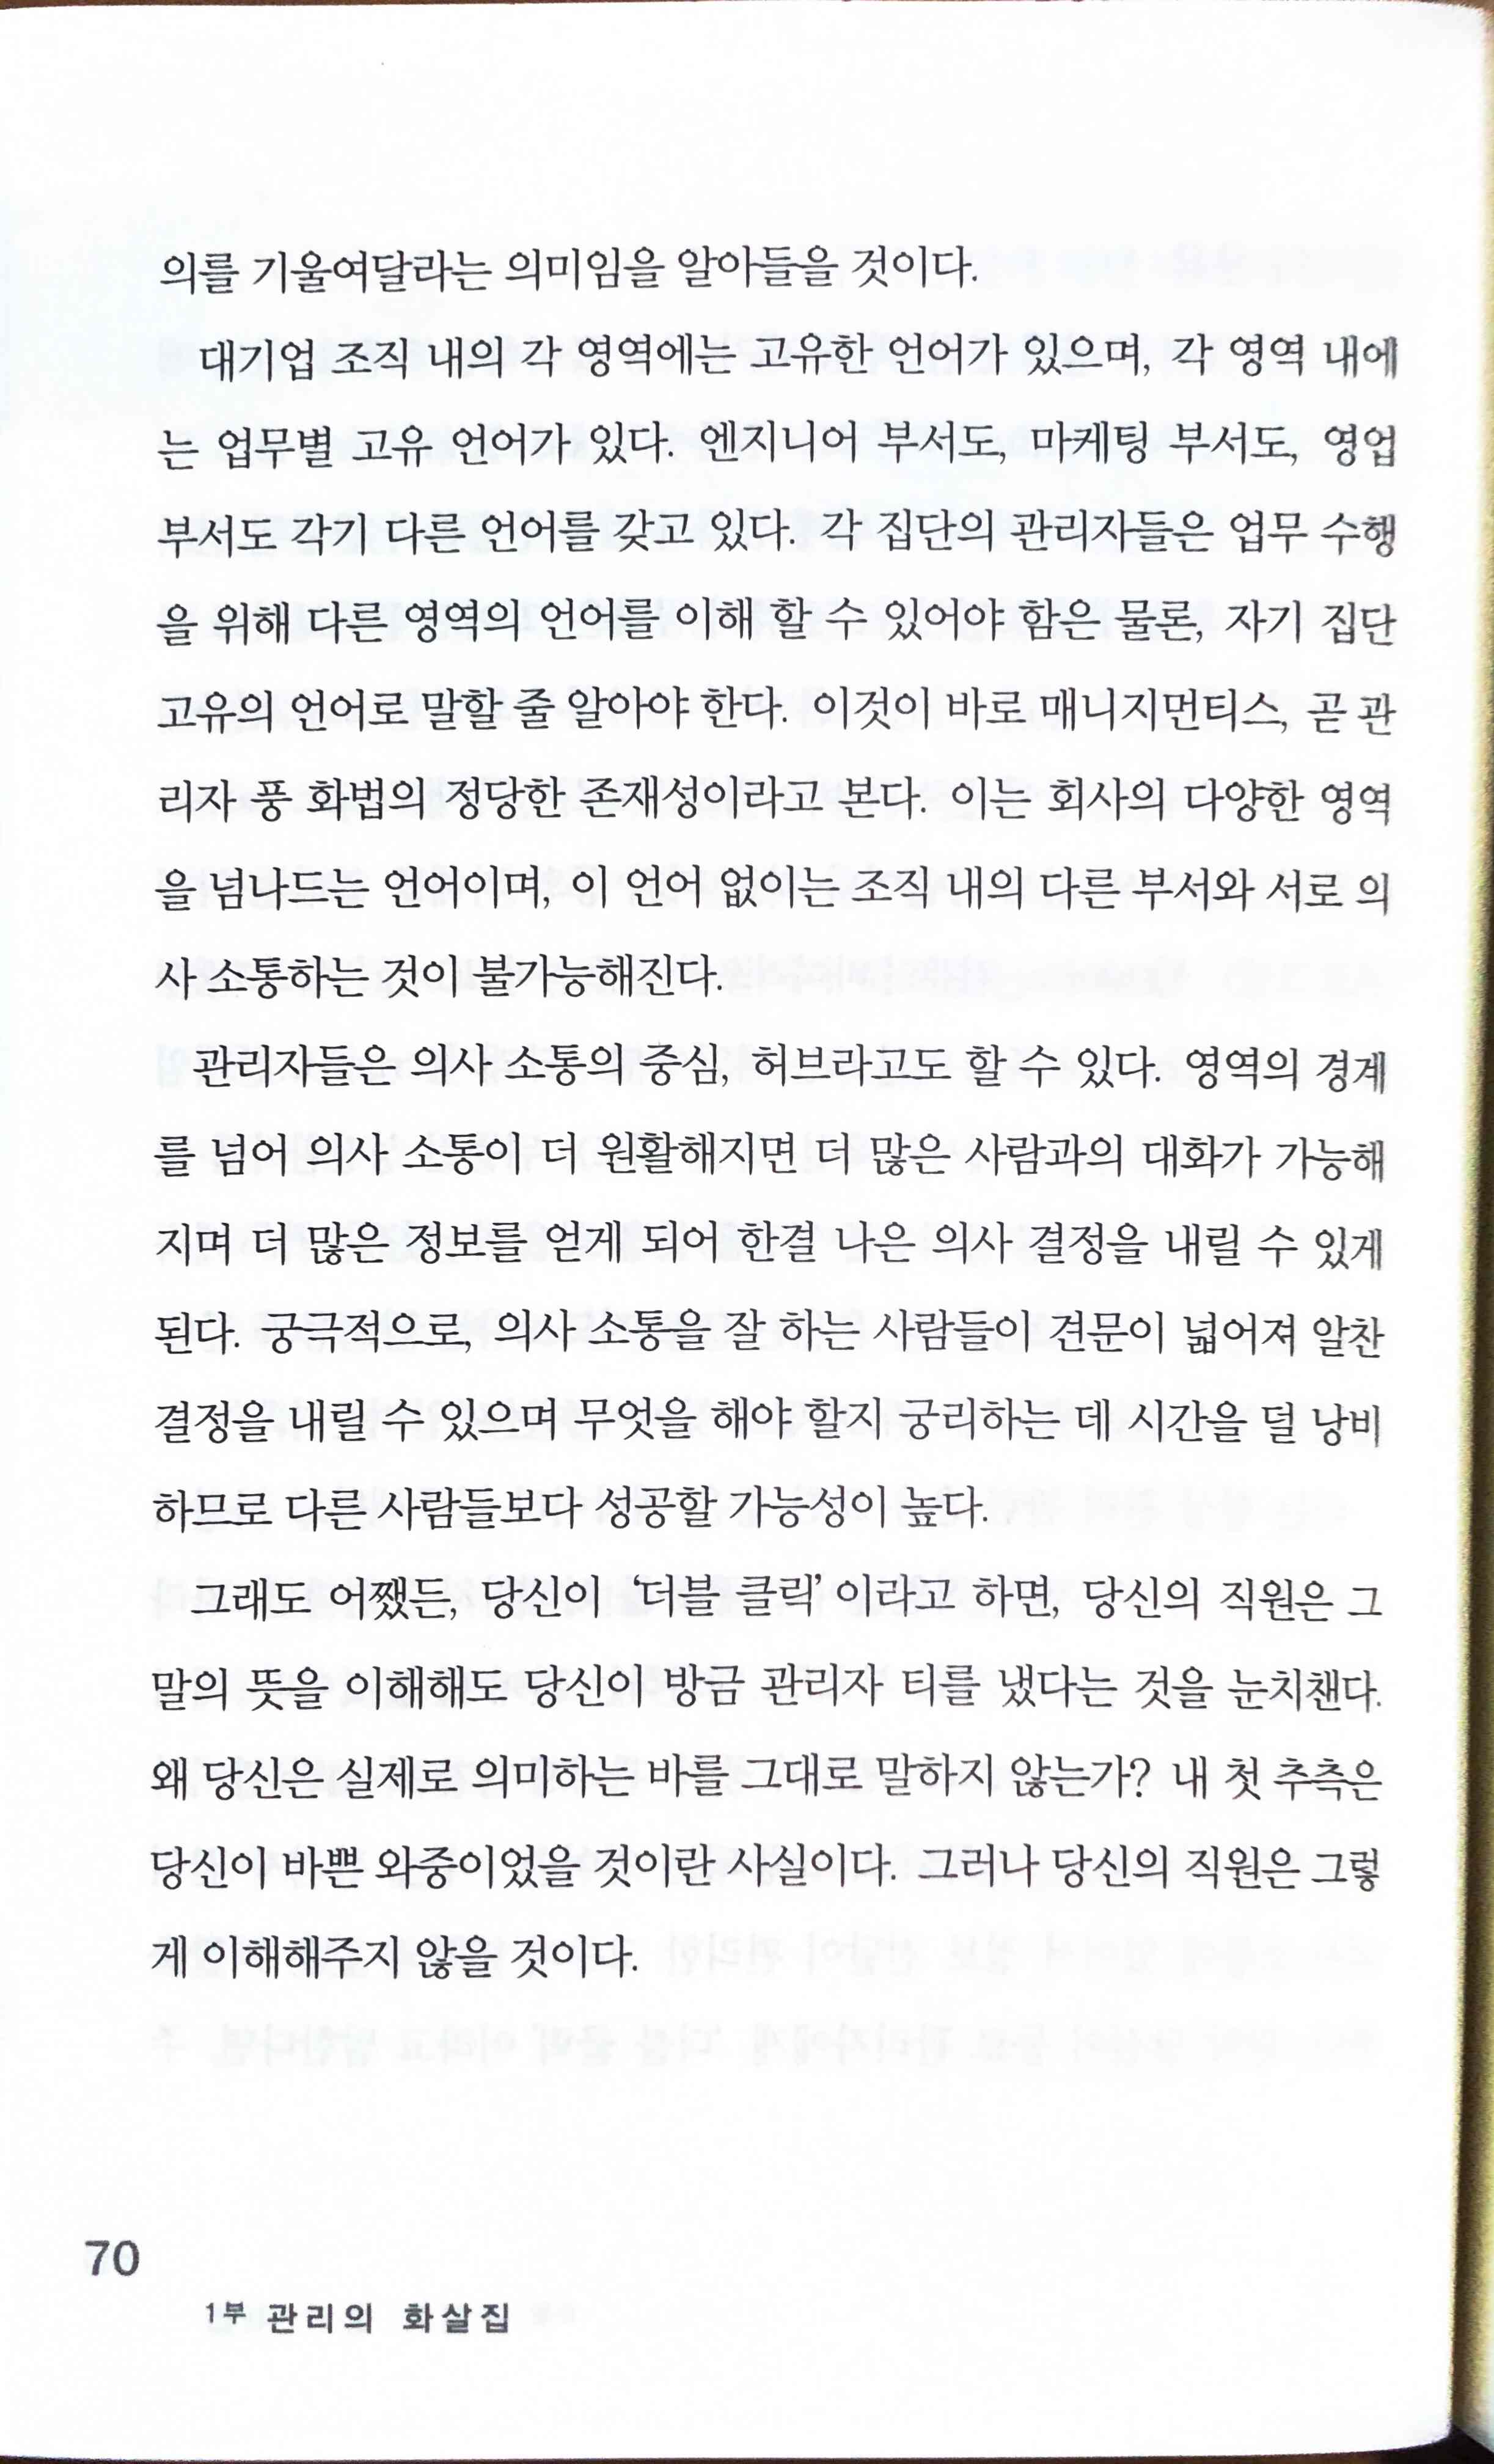 의를 기울여달라는 의미임을 알아들을 것이다.
대기업 조직 내의 각 영역에는 고유한 언어가 있으며, 각 영역 내에
는 업무별 고유 언어가 있다. 엔지니어 부서도, 마케팅 부서도, 영업
부서도 각기 다른 언어를 갖고 있다. 각 집단의 관리자들은 업무 수행
을 위해 다른 영역의 언어를 이해 할 수 있어야 함은 물론, 자기 집단
고유의 언어로 말할 줄 알아야 한다. 이것이 바로 매니지먼티스, 곧 관
리자 풍 화법의 정당한 존재성이라고 본다. 이는 회사의 다양한 영역
을 넘나드는 언어이며, 이 언어 없이는 조직 내의 다른 부서와 서로 의
사 소통하는 것이 불가능해진다.
관리자들은 의사 소통의 중심, 허브라고도 할 수 있다. 영역의 경계
를 넘어 의사 소통이 더 원활해지면 더 많은 사람과의 대화가 가능해
지며 더 많은 정보를 얻게 되어 한결 나은 의사 결정을 내릴 수 있게
된다. 궁극적으로, 의사 소통을 잘 하는 사람들이 견문이 넓어져 알찬
결정을 내릴 수 있으며 무엇을 해야 할지 궁리하는 데 시간을 덜 낭비
하므로 다른 사람들보다 성공할 가능성이 높다.
그래도 어쨌든, 당신이 ‘더블 클릭’이라고 하면, 당신의 직원은 그
말의 뜻을 이해해도 당신이 방금 관리자 티를 냈다는 것을 눈치챈다.
왜 당신은 실제로 의미하는 바를 그대로 말하지 않는가? 내 첫 추측은
당신이 바쁜 와중이었을 것이란 사실이다. 그러나 당신의 직원은 그렇
게 이해해주지 않을 것이다.
70
1부 관리의 화살집